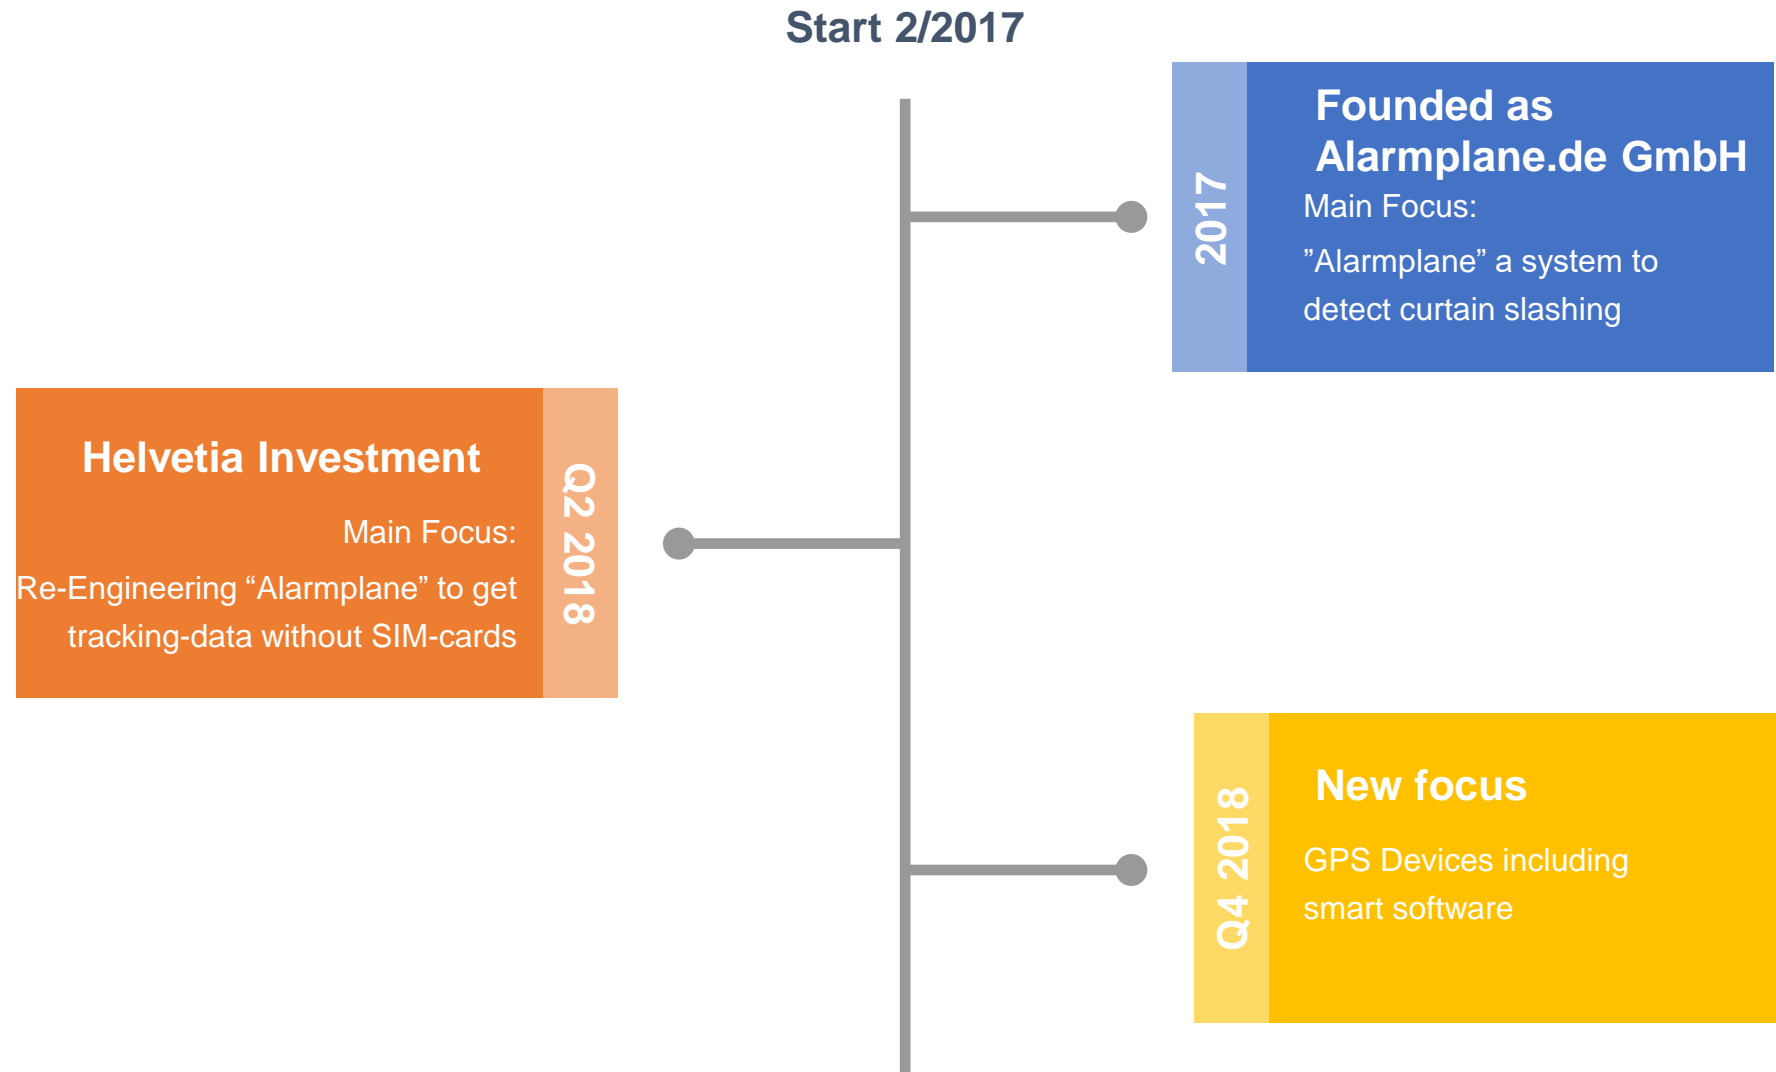 Start 2/2017
2017
Founded as
Alarmplane.de GmbH
Main Focus:
”Alarmplane” a system to
detect curtain slashing
Helvetia Investment
Main Focus:
Re-Engineering “Alarmplane” to get
tracking-data without SIM-cards
Q2 2018
Q4 2018
New focus
GPS Devices including
smart software